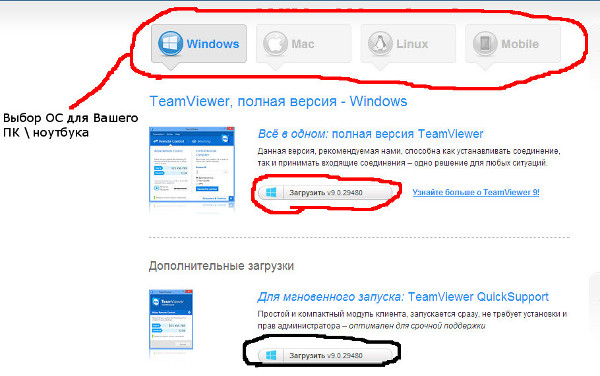 Windows
Mac
Linux
Mobile
Выбор ОС для Вашего
ПК \ ноутбука
TeamViewer, полная версия - Windows
Всё в одном: полная версия TeamViewer
Данная версия, рекомендуемая нами, способна как устанавливать соединение,
так и принимать входящие соединения – одно решение для любых ситуаций.
Загрузить v9.0.29480
Узнайте больше о TeamViewer 9!
Дополнительные загрузки
Для мгновенного запуска: TeamViewer QuickSupport
Простой и компактный модуль клиента, запускается сразу, не требует установки и
прав администратора – оптимален для срочной поддержки
Загрузить v9.0.29480